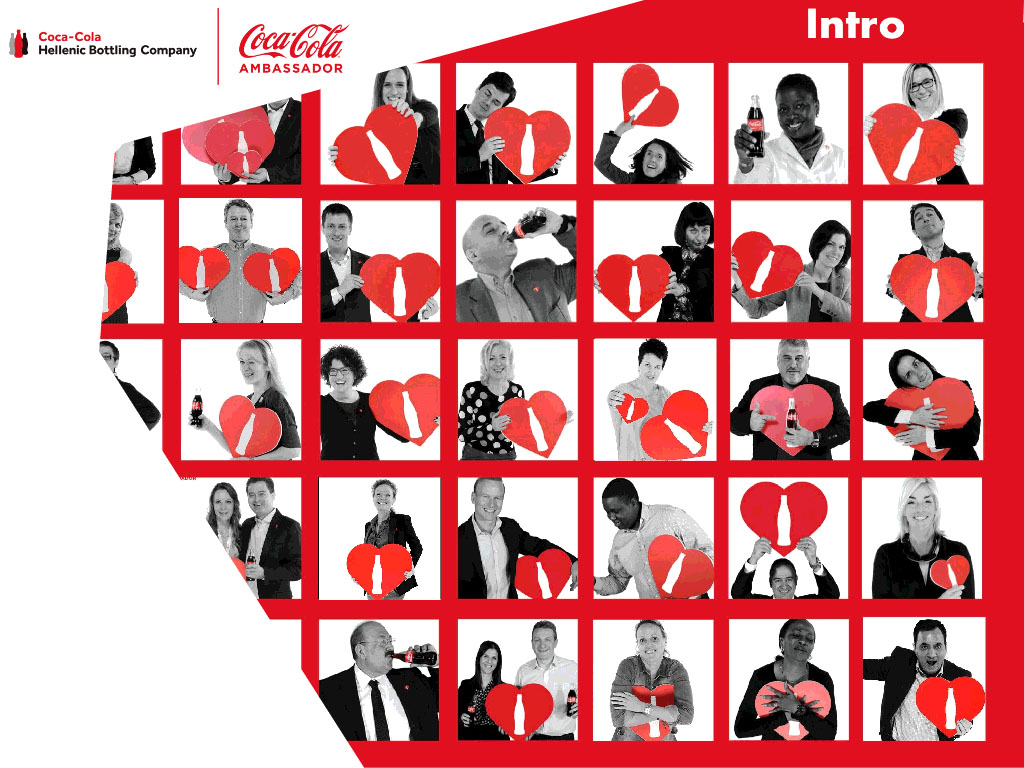 Coca-Cola
Hellenic Bottling Company
Coca-Cola
AMBASSADOR
Intro